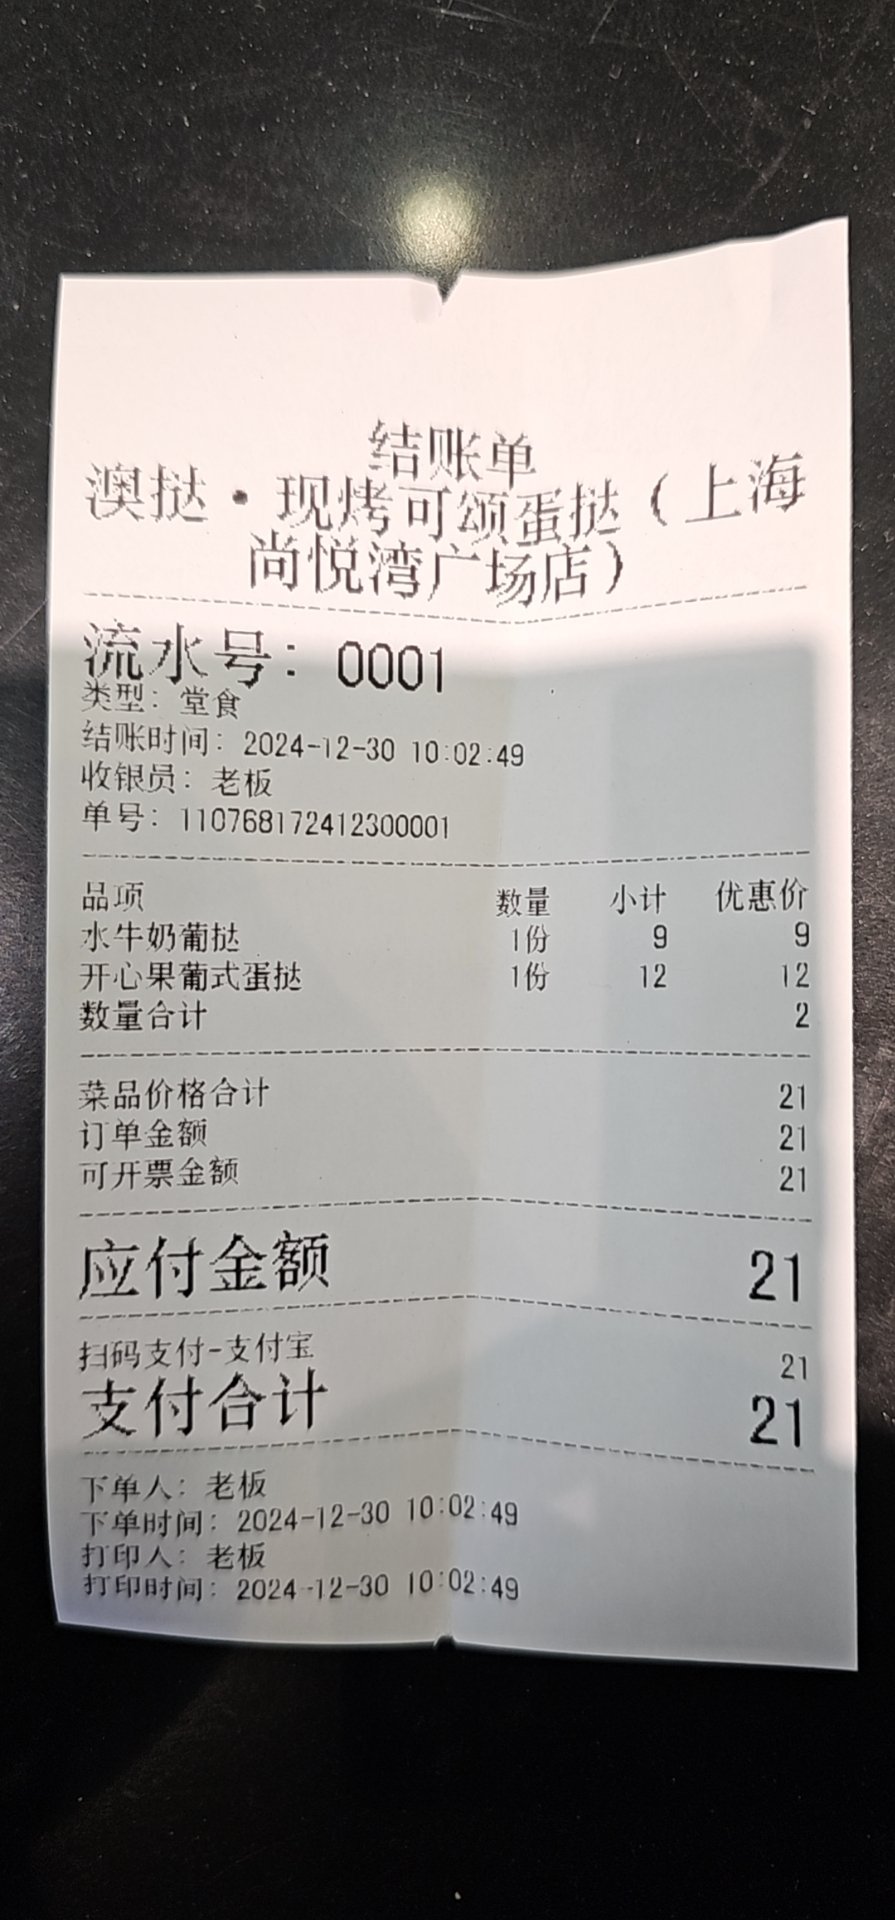 结账单
澳挞·现烤可颂蛋挞（上海
尚悦湾广场店）
流水号：0001
类型：堂食
结账时间：2024-12-30 10:02:49
收银员：老板
单号：110768172412300001
品项 数量 小计 优惠价
水牛奶葡挞 1份 9 9
开心果葡式蛋挞 1份 12 12
数量合计 2
菜品价格合计 21
订单金额 21
可开票金额 21
应付金额 21
扫码支付-支付宝 21
支付合计 21
下单人：老板
下单时间：2024-12-30 10:02:49
打印人：老板
打印时间：2024-12-30 10:02:49